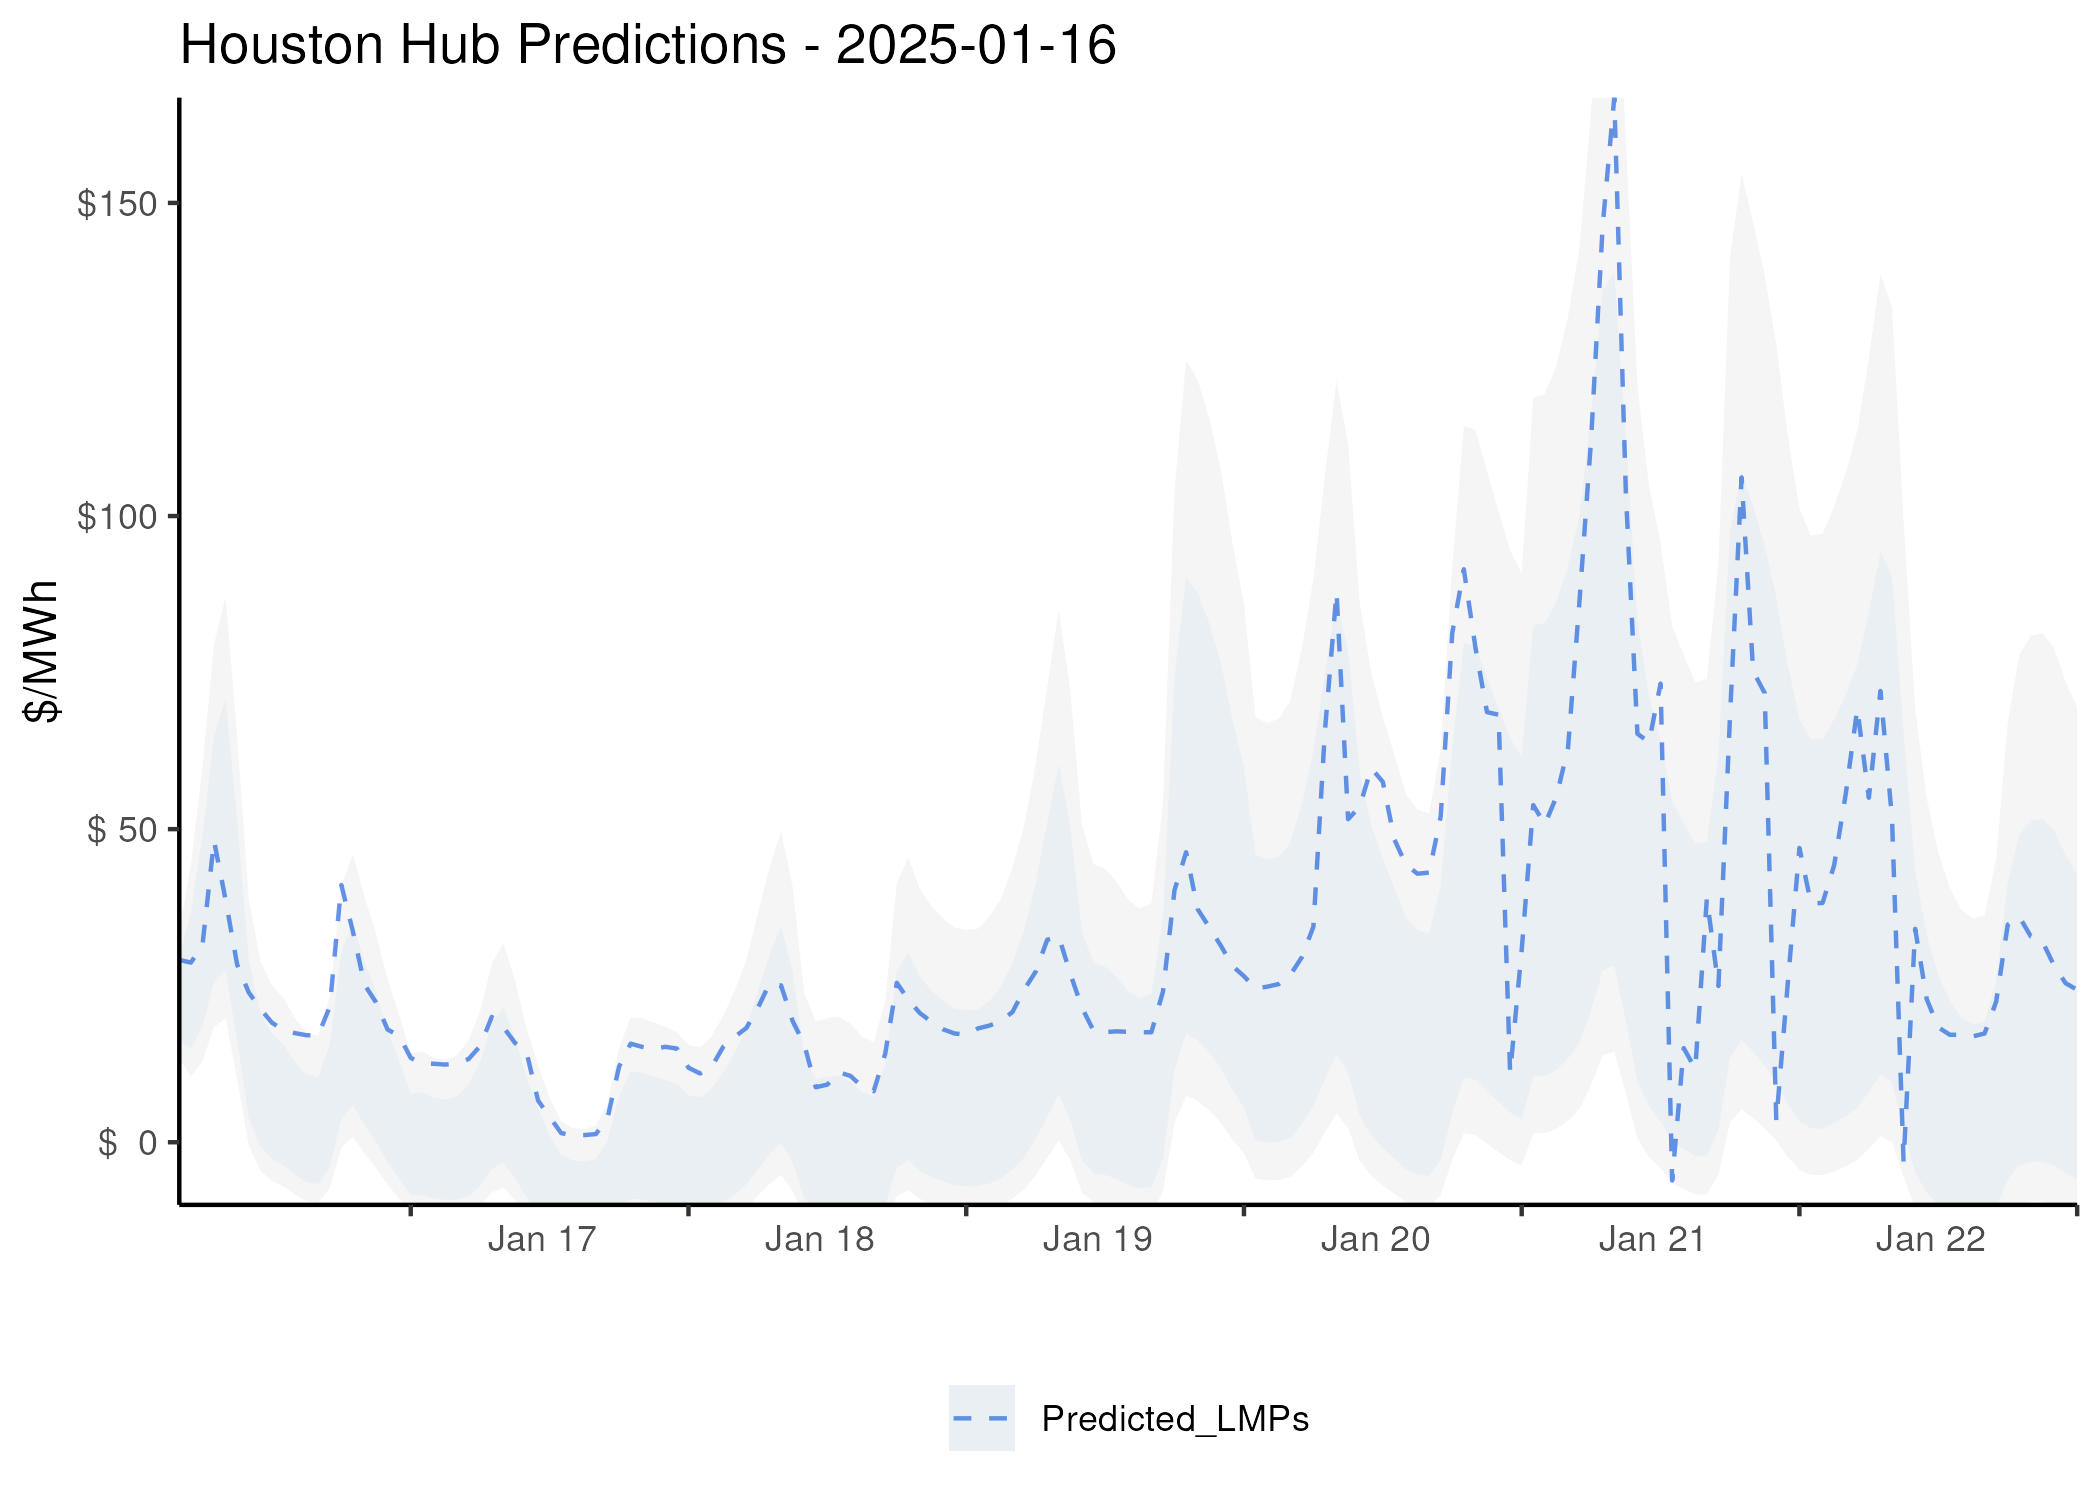 Houston Hub Predictions - 2025-01-16
$/MWh
$150
$100
$ 50
$  0
Jan 17
Jan 18
Jan 19
Jan 20
Jan 21
Jan 22
Predicted_LMPs